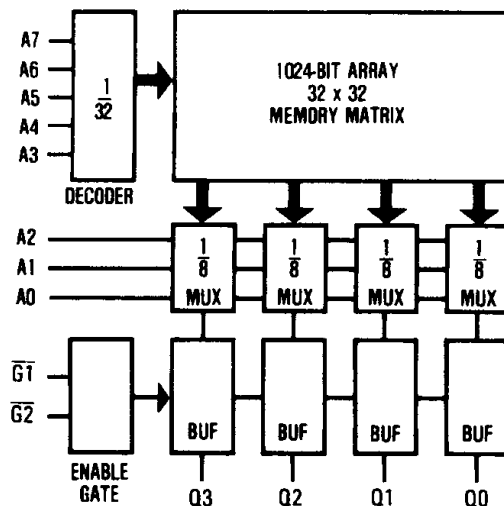 A7
A6
A5
A4
A3
1
32
DECODER
1024-BIT ARRAY
32 x 32
MEMORY MATRIX
A2
A1
A0
1
8
MUX
1
8
MUX
1
8
MUX
1
8
MUX
G1
G2
ENABLE
GATE
BUF
BUF
BUF
BUF
Q3
Q2
Q1
Q0